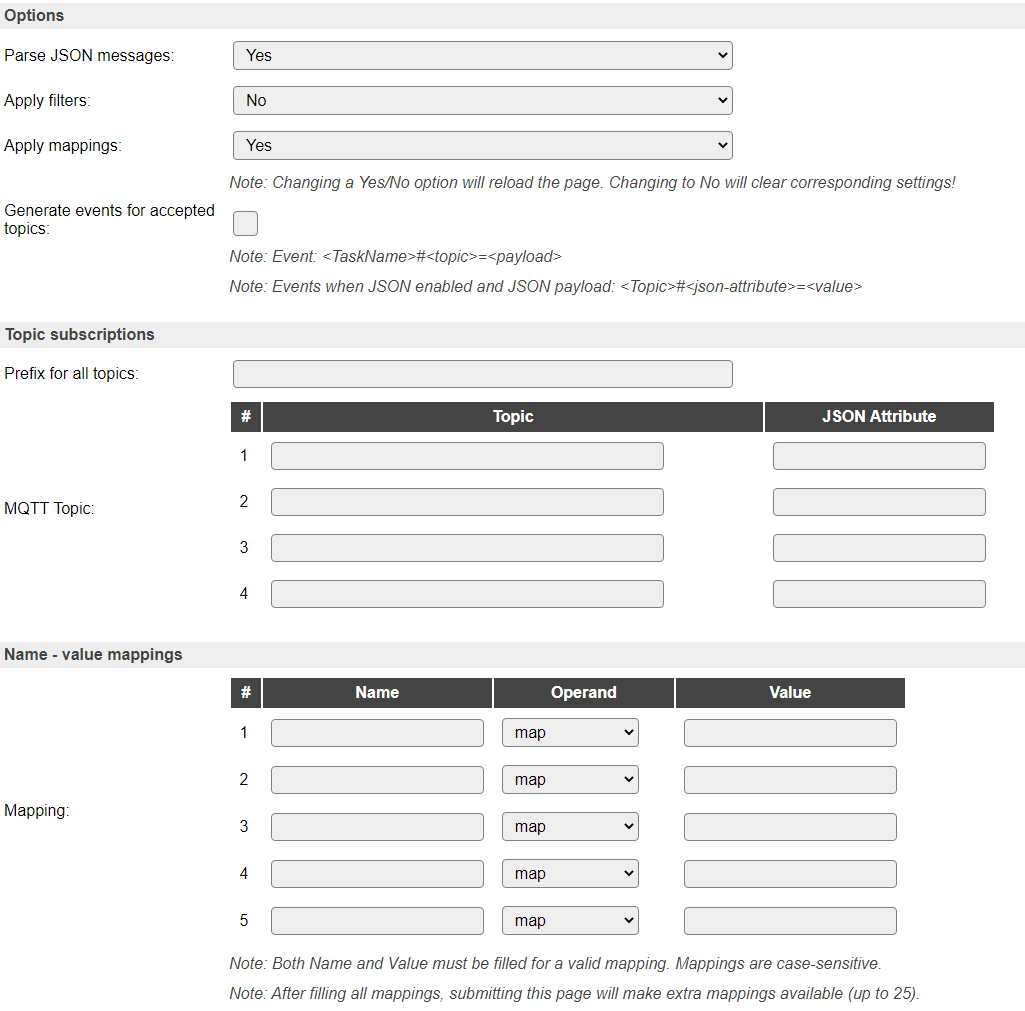 Options
Parse JSON messages: Yes
Apply filters: No
Apply mappings: Yes
Note: Changing a Yes/No option will reload the page. Changing to No will clear corresponding settings!
Generate events for accepted
topics:
Note: Event: <TaskName>#<topic>=<payload>
Note: Events when JSON enabled and JSON payload: <Topic>#<json-attribute>=<value>
Topic subscriptions
Prefix for all topics:
# Topic JSON Attribute
1
2
MQTT Topic:
3
4
Name - value mappings
# Name Operand Value
1 map
2 map
Mapping:
3 map
4 map
5 map
Note: Both Name and Value must be filled for a valid mapping. Mappings are case-sensitive.
Note: After filling all mappings, submitting this page will make extra mappings available (up to 25).